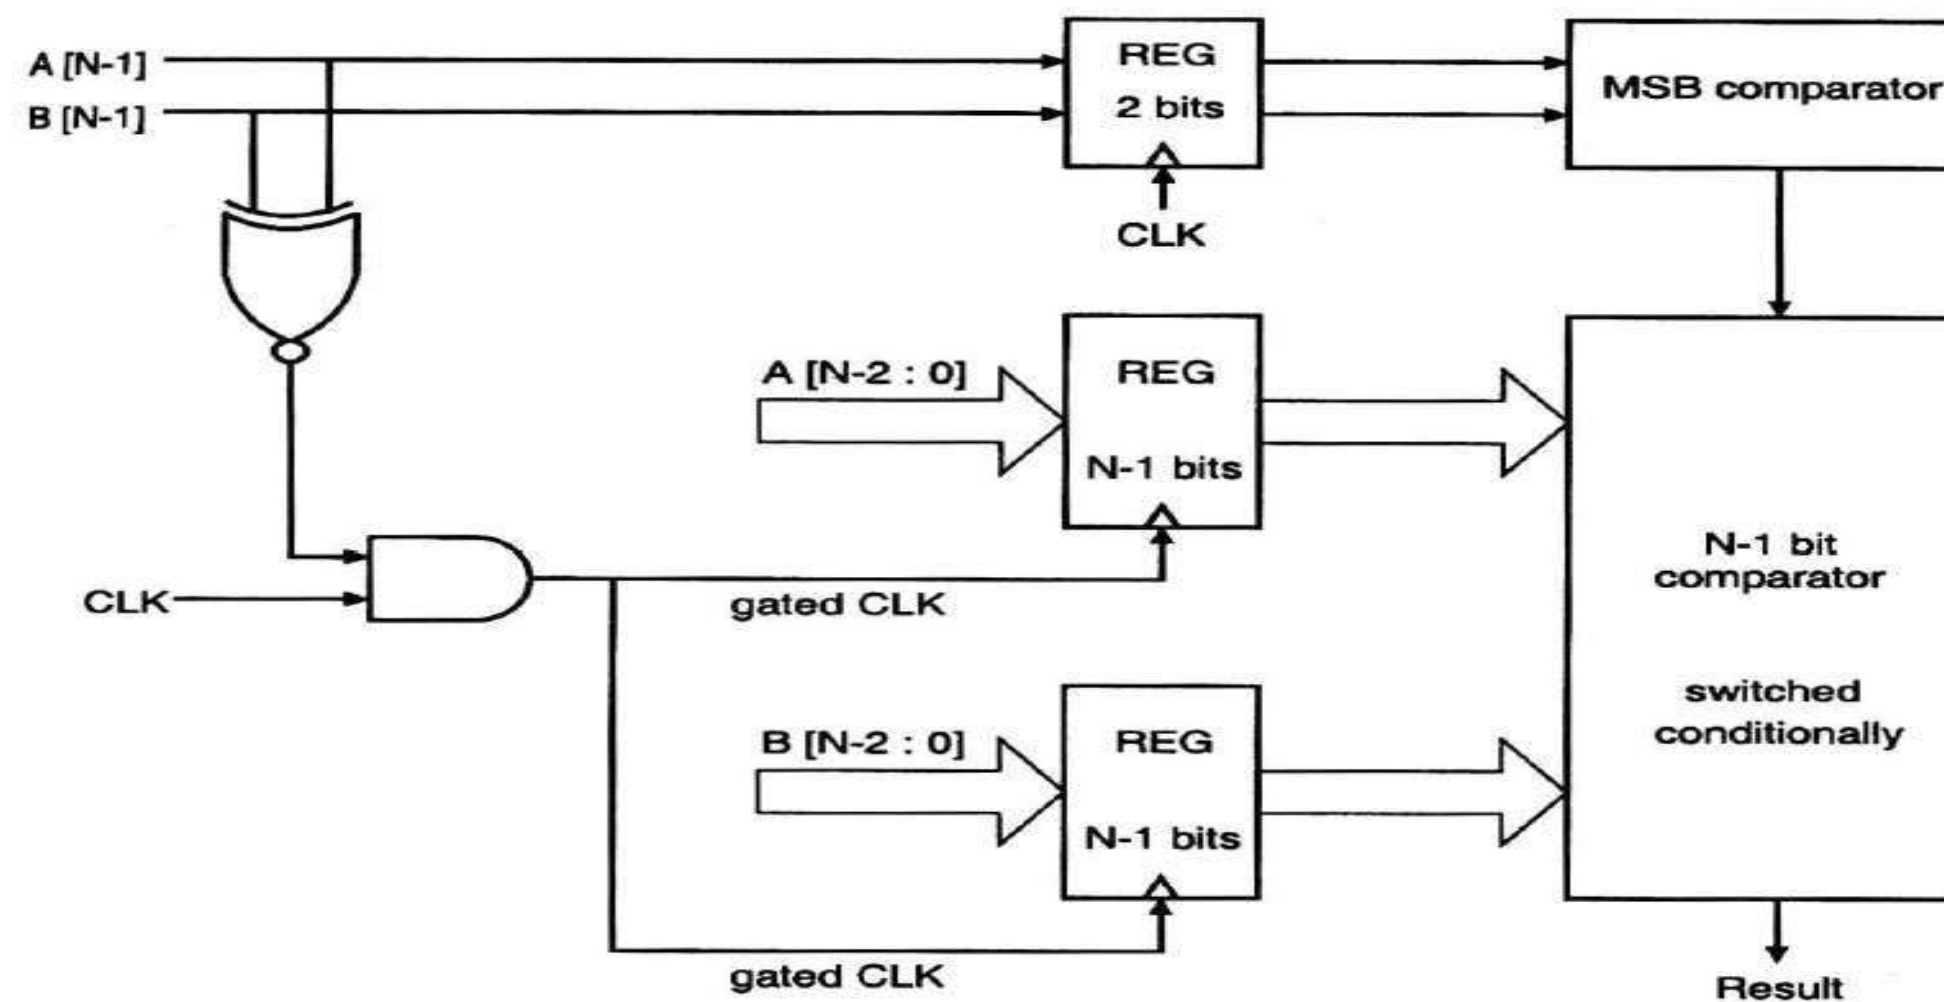 A [N-1]
B [N-1]
REG
2 bits
MSB comparator
CLK
A [N-2 : 0]
REG
N-1 bits
CLK
gated CLK
N-1 bit
comparator
switched
conditionally
B [N-2 : 0]
REG
N-1 bits
gated CLK
Result